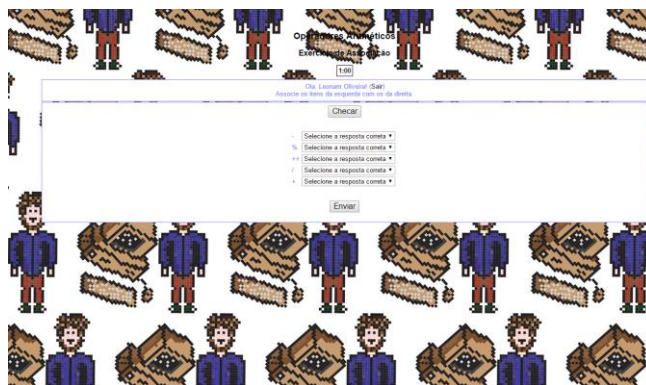 Operadores Aritméticos
Exercício de Associação
1:00
Ola, Leonam Oliveira! (Sair)
Associe os itens da esquerda com os da direita
Checar
- Selecione a resposta correta
% Selecione a resposta correta
++ Selecione a resposta correta
/ Selecione a resposta correta
+ Selecione a resposta correta
Enviar